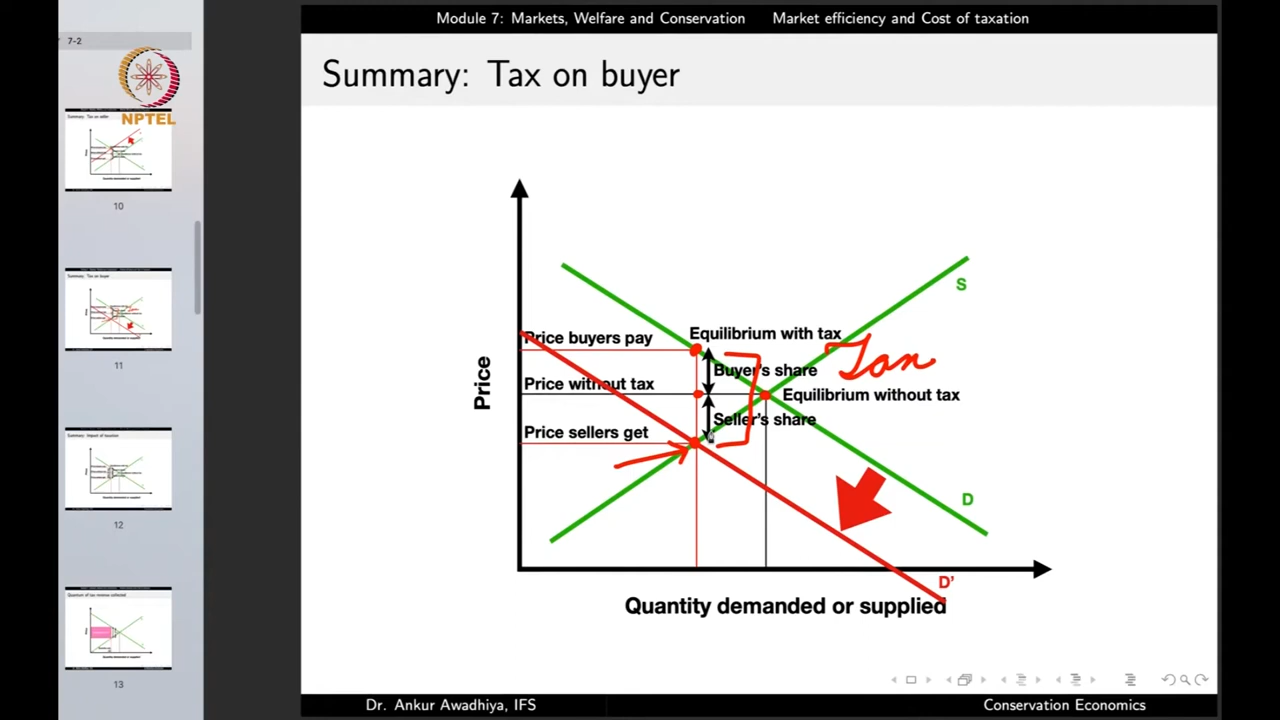 Module 7: Markets, Welfare and Conservation Market efficiency and Cost of taxation
7-2
NPTEL
Summary: Tax on buyer
10
11
12
13
S
Price buyers pay
Equilibrium with tax
Tax
Buyer's share
Price
Price without tax
Equilibrium without tax
Seller's share
Price sellers get
D
D'
Quantity demanded or supplied
Dr. Ankur Awadhiya, IFS Conservation Economics